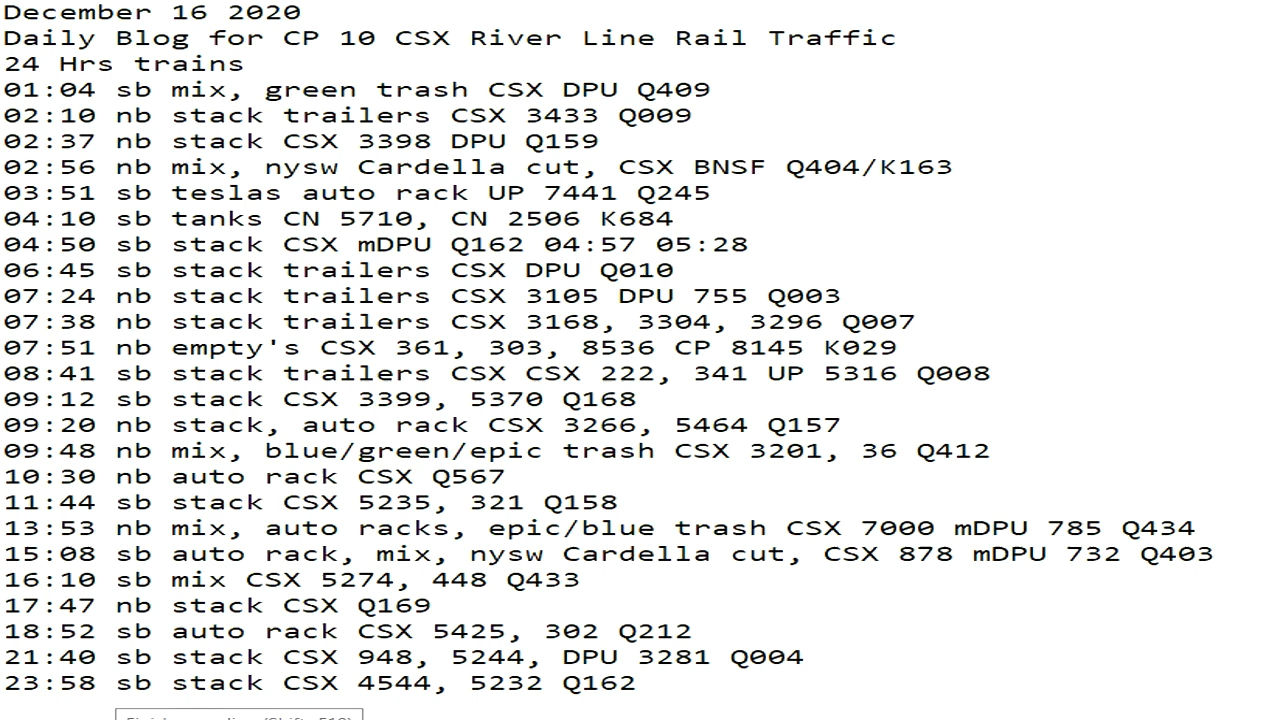 December 16 2020
Daily Blog for CP 10 CSX River Line Rail Traffic
24 Hrs trains
01:04 sb mix, green trash CSX DPU Q409
02:10 nb stack trailers CSX 3433 Q009
02:37 nb stack CSX 3398 DPU Q159
02:56 nb mix, nysw Cardella cut, CSX BNSF Q404/K163
03:51 sb teslas auto rack UP 7441 Q245
04:10 sb tanks CN 5710, CN 2506 K684
04:50 sb stack CSX mDPU Q162 04:57 05:28
06:45 sb stack trailers CSX DPU Q010
07:24 nb stack trailers CSX 3105 DPU 755 Q003
07:38 nb stack trailers CSX 3168, 3304, 3296 Q007
07:51 nb empty's CSX 361, 303, 8536 CP 8145 K029
08:41 sb stack trailers CSX CSX 222, 341 UP 5316 Q008
09:12 sb stack CSX 3399, 5370 Q168
09:20 nb stack, auto rack CSX 3266, 5464 Q157
09:48 nb mix, blue/green/epic trash CSX 3201, 36 Q412
10:30 nb auto rack CSX Q567
11:44 sb stack CSX 5235, 321 Q158
13:53 nb mix, auto racks, epic/blue trash CSX 7000 mDPU 785 Q434
15:08 sb auto rack, mix, nysw Cardella cut, CSX 878 mDPU 732 Q403
16:10 sb mix CSX 5274, 448 Q433
17:47 nb stack CSX Q169
18:52 sb auto rack CSX 5425, 302 Q212
21:40 sb stack CSX 948, 5244, DPU 3281 Q004
23:58 sb stack CSX 4544, 5232 Q162